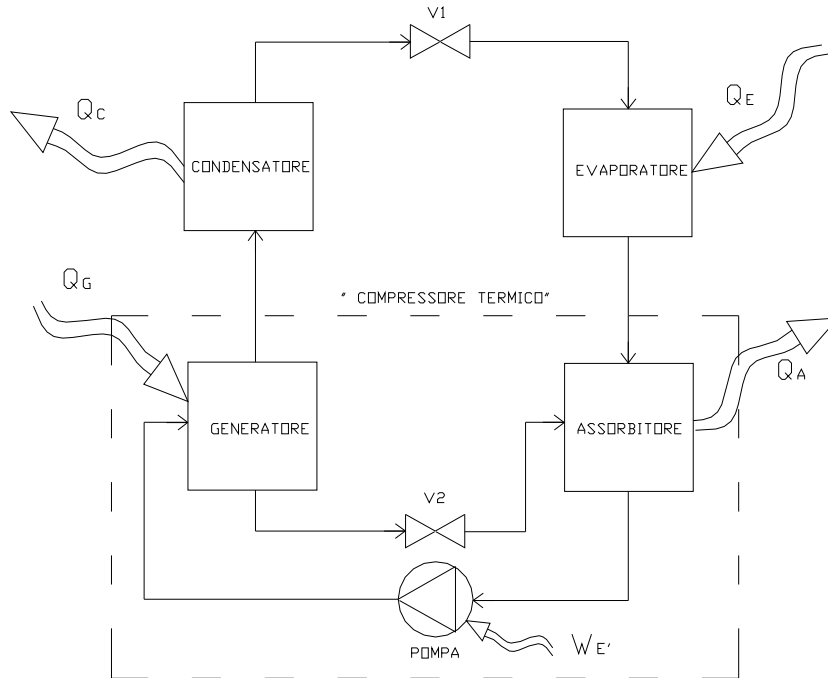 V1
QC
QE
CONDENSATORE
EVAPORATORE
QG
" COMPRESSORE TERMICO"
QA
GENERATORE
ASSORBITORE
V2
POMPA
WE'